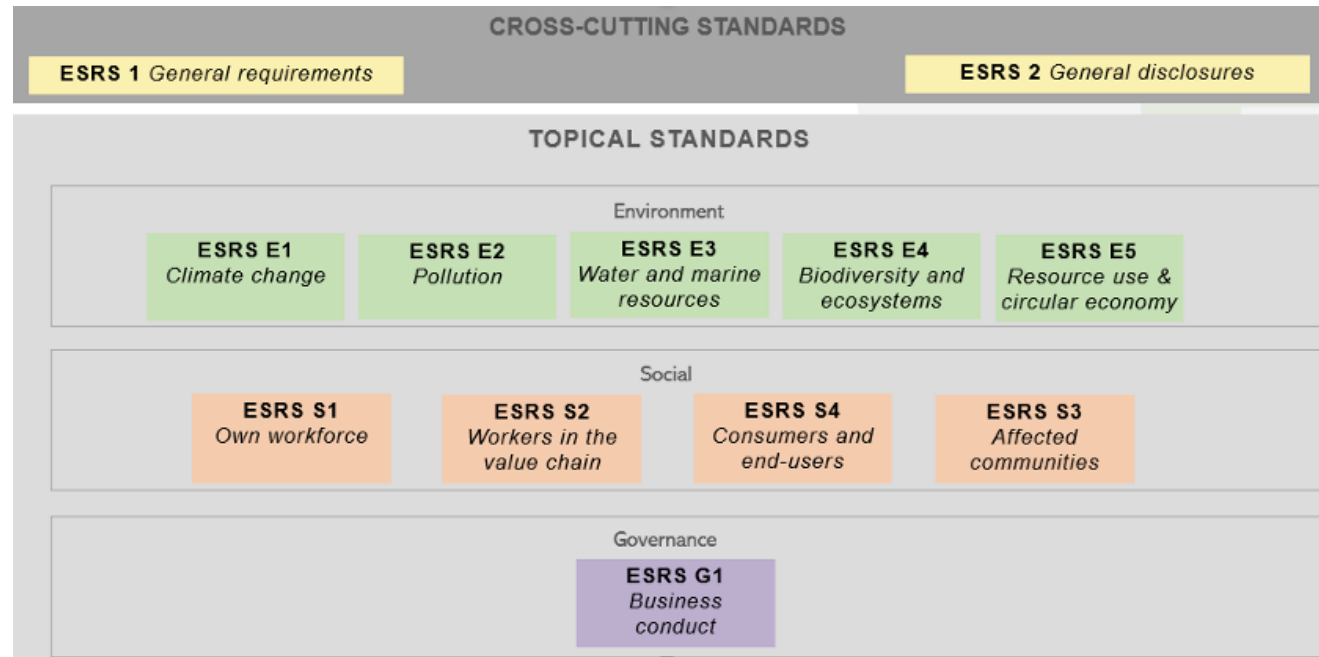 CROSS-CUTTING STANDARDS
ESRS 1 General requirements
ESRS 2 General disclosures
TOPICAL STANDARDS
Environment
ESRS E1
Climate change
ESRS E2
Pollution
ESRS E3
Water and marine
resources
ESRS E4
Biodiversity and
ecosystems
ESRS E5
Resource use &
circular economy
Social
ESRS S1
Own workforce
ESRS S2
Workers in the
value chain
ESRS S4
Consumers and
end-users
ESRS S3
Affected
communities
Governance
ESRS G1
Business
conduct